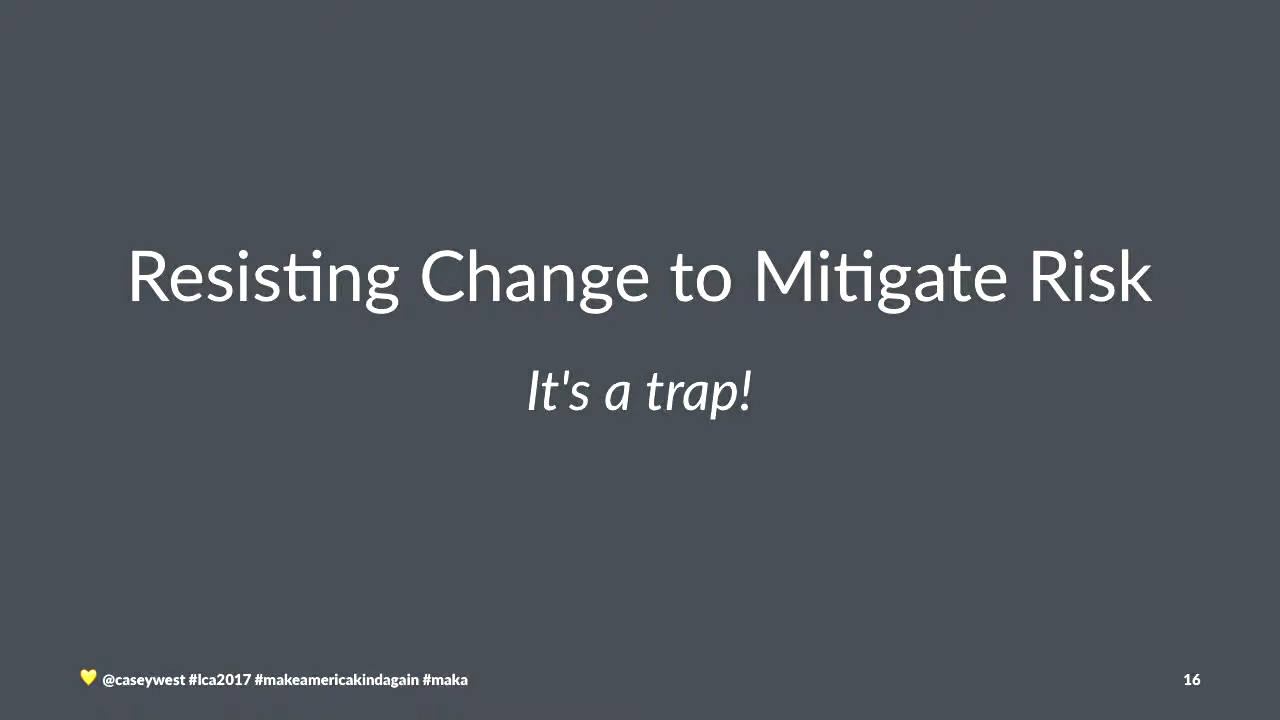 Resisting Change to Mitigate Risk
It's a trap!
💛 @caseywest #lca2017 #makeamericakindagain #maka
16